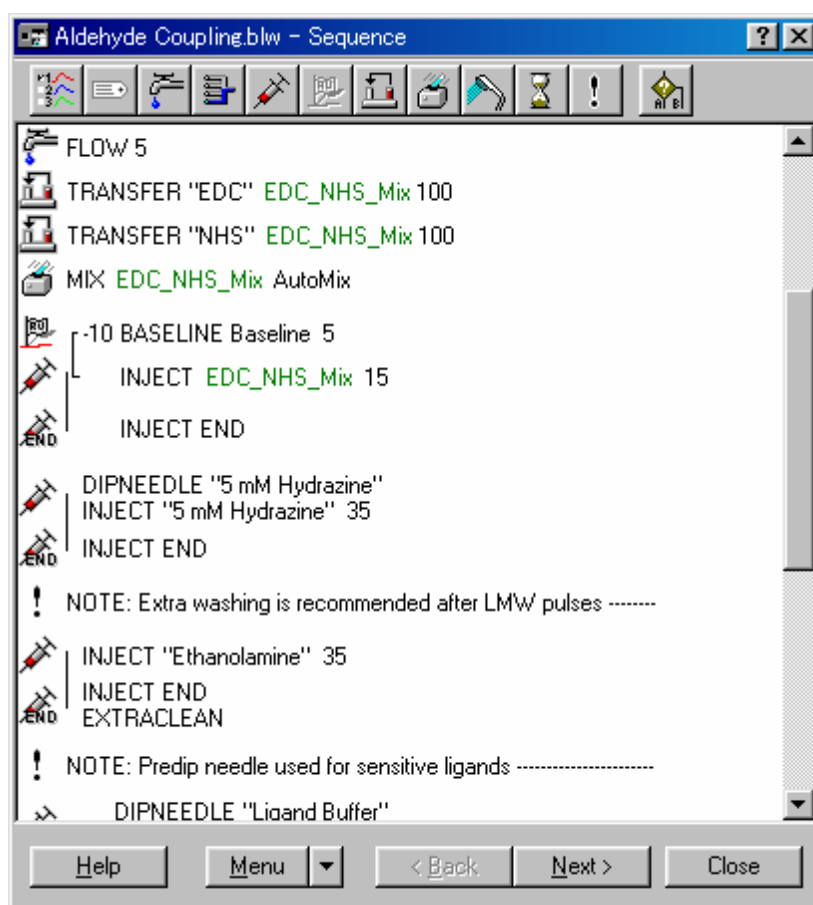 Aldehyde Coupling.blw - Sequence
FLOW 5
TRANSFER "EDC" EDC_NHS_Mix 100
TRANSFER "NHS" EDC_NHS_Mix 100
MIX EDC_NHS_Mix AutoMix
-10 BASELINE Baseline 5
INJECT EDC_NHS_Mix 15
INJECT END
DIPNEEDLE "5 mM Hydrazine"
INJECT "5 mM Hydrazine" 35
INJECT END
! NOTE: Extra washing is recommended after LMW pulses --------
INJECT "Ethanolamine" 35
INJECT END
EXTRACLEAN
! NOTE: Predip needle used for sensitive ligands -----------------------
DIPNEEDLE "Ligand Buffer"
Help Menu < Back Next > Close